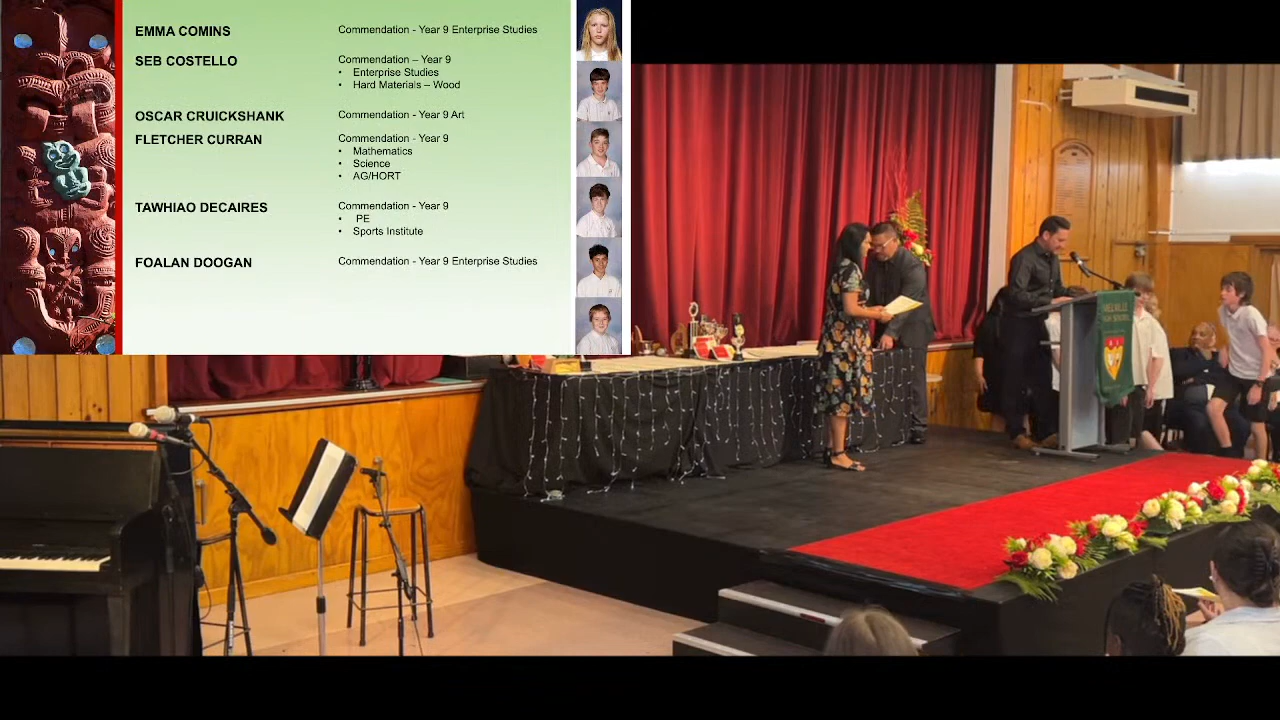 EMMA COMINS
Commendation - Year 9 Enterprise Studies
SEB COSTELLO
Commendation – Year 9
• Enterprise Studies
• Hard Materials – Wood
OSCAR CRUICKSHANK
Commendation - Year 9 Art
FLETCHER CURRAN
Commendation - Year 9
• Mathematics
• Science
• AG/HORT
TAWHIAO DECAIRES
Commendation - Year 9
• PE
• Sports Institute
FOALAN DOOGAN
Commendation - Year 9 Enterprise Studies